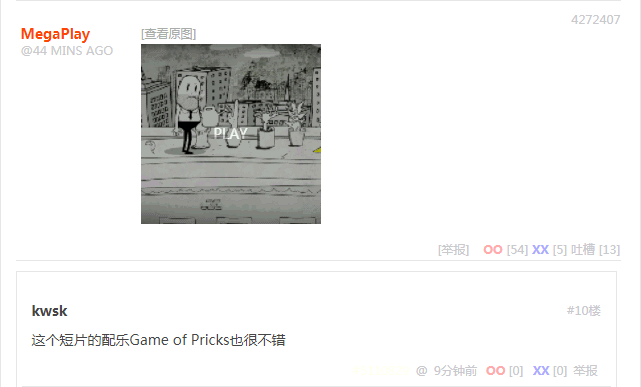 4272407
MegaPlay
@44 MINS AGO
[查看原图]
PLAY
[举报] OO [54] XX [5] 吐槽 [13]
kwsk
#10楼
这个短片的配乐Game of Pricks也很不错
@ 9分钟前 OO [0] XX [0] 举报